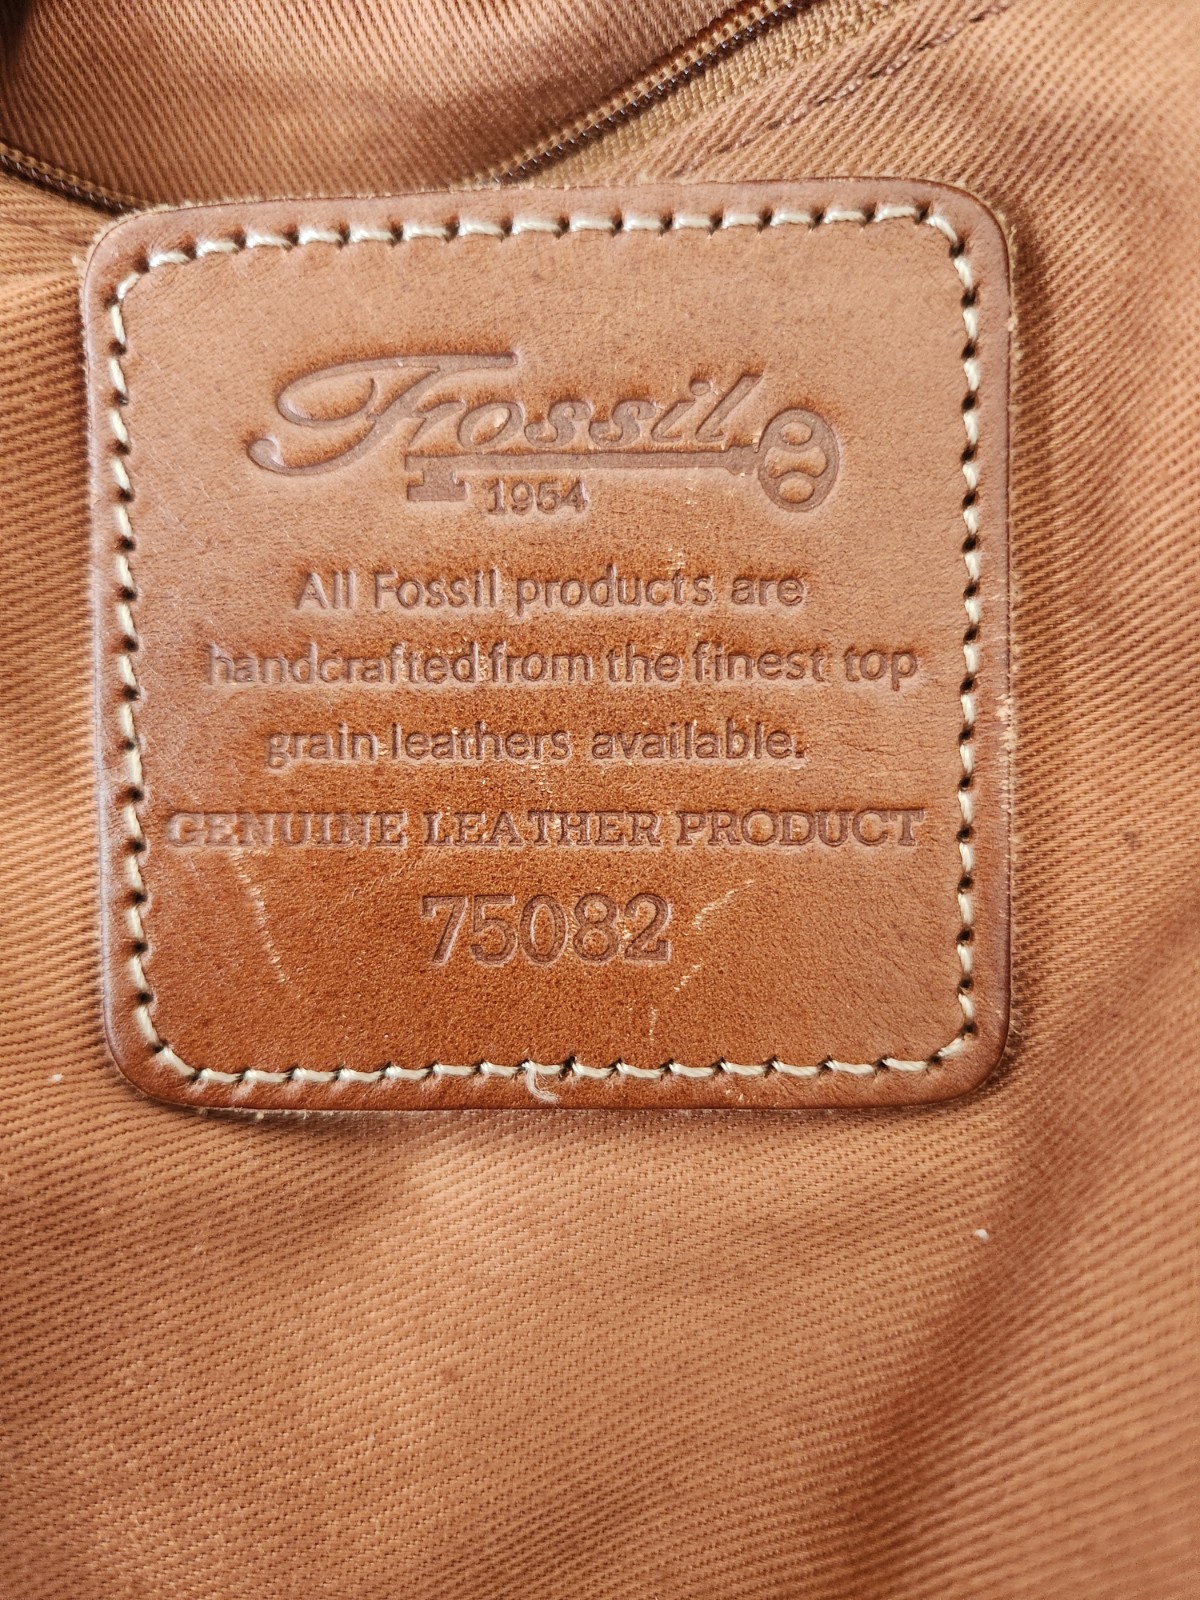 Fossil
1954
All Fossil products are
handcrafted from the finest top
grain leathers available.
GENUINE LEATHER PRODUCT
75082